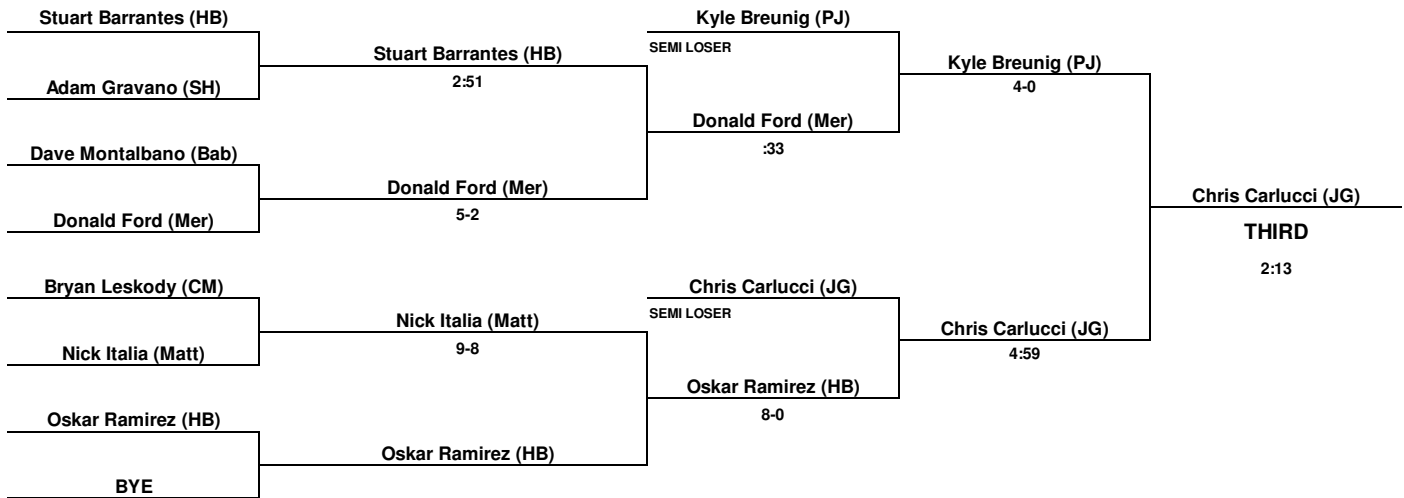 Stuart Barrantes (HB)
Kyle Breunig (PJ)
Stuart Barrantes (HB)
SEMI LOSER
Kyle Breunig (PJ)
Adam Gravano (SH)
2:51
4-0
Donald Ford (Mer)
Dave Montalbano (Bab)
:33
Donald Ford (Mer)
Chris Carlucci (JG)
Donald Ford (Mer)
5-2
THIRD
2:13
Bryan Leskody (CM)
Chris Carlucci (JG)
SEMI LOSER
Nick Italia (Matt)
Chris Carlucci (JG)
Nick Italia (Matt)
9-8
4:59
Oskar Ramirez (HB)
Oskar Ramirez (HB)
8-0
Oskar Ramirez (HB)
BYE